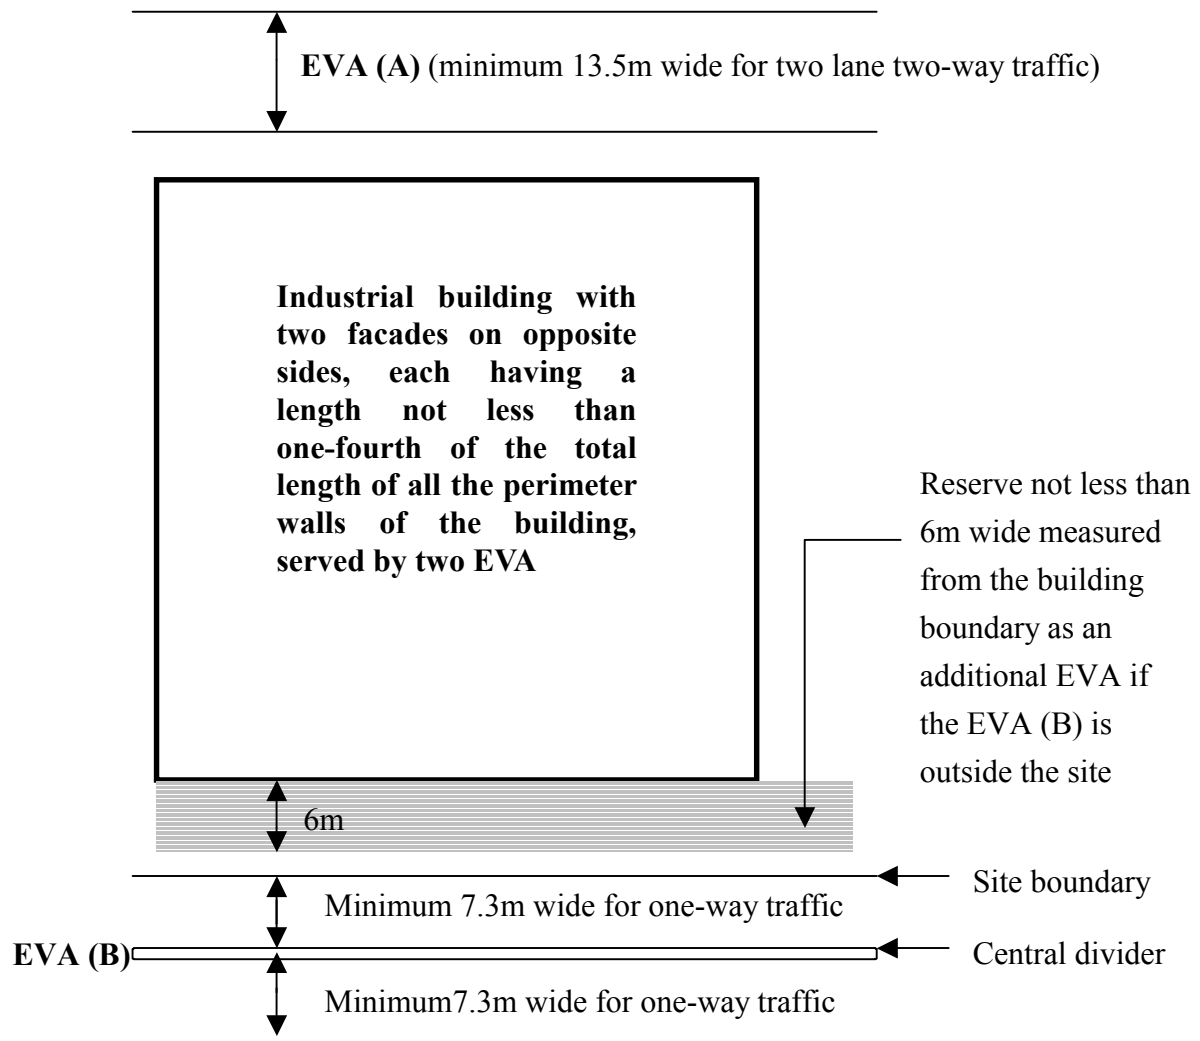 EVA (A) (minimum 13.5m wide for two lane two-way traffic)
Industrial building with
two facades on opposite
sides, each having a
length not less than
one-fourth of the total
length of all the perimeter
walls of the building,
served by two EVA
Reserve not less than
6m wide measured
from the building
boundary as an
additional EVA if
the EVA (B) is
outside the site
6m
Site boundary
Minimum 7.3m wide for one-way traffic
EVA (B)
Central divider
Minimum7.3m wide for one-way traffic